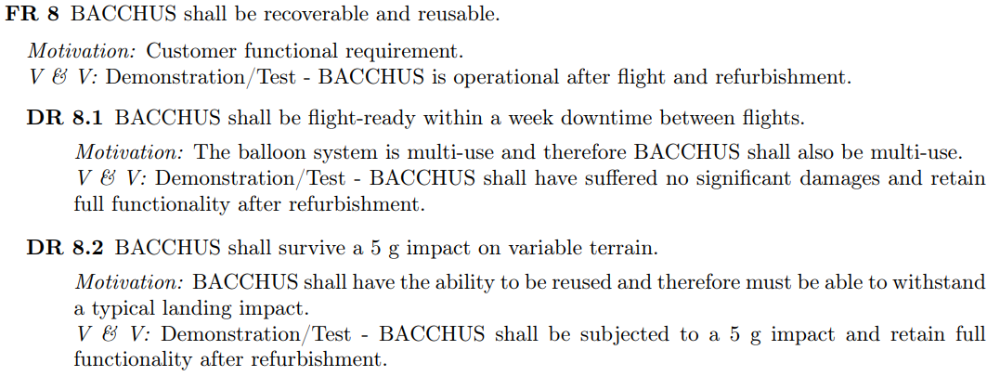 FR 8 BACCHUS shall be recoverable and reusable.
Motivation: Customer functional requirement.
V & V: Demonstration/Test - BACCHUS is operational after flight and refurbishment.
DR 8.1 BACCHUS shall be flight-ready within a week downtime between flights.
Motivation: The balloon system is multi-use and therefore BACCHUS shall also be multi-use.
V & V: Demonstration/Test - BACCHUS shall have suffered no significant damages and retain
full functionality after refurbishment.
DR 8.2 BACCHUS shall survive a 5 g impact on variable terrain.
Motivation: BACCHUS shall have the ability to be reused and therefore must be able to withstand
a typical landing impact.
V & V: Demonstration/Test - BACCHUS shall be subjected to a 5 g impact and retain full
functionality after refurbishment.